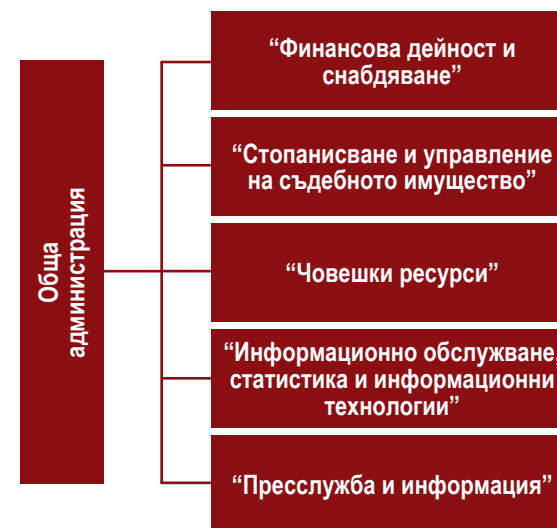 Обща
администрация
“Финансова дейност и
снабдяване”
“Стопанисване и управление
на съдебното имущество”
“Човешки ресурси”
“Информационно обслужване,
статистика и информационни
технологии”
“Пресслужба и информация”